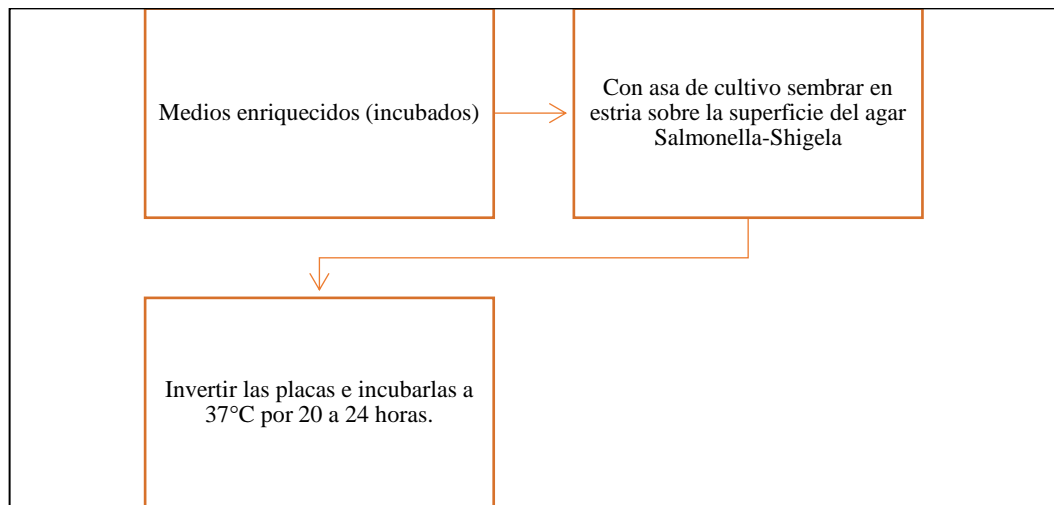 Medios enriquecidos (incubados)
Con asa de cultivo sembrar en
estria sobre la superficie del agar
Salmonella-Shigela
Invertir las placas e incubarlas a
37°C por 20 a 24 horas.